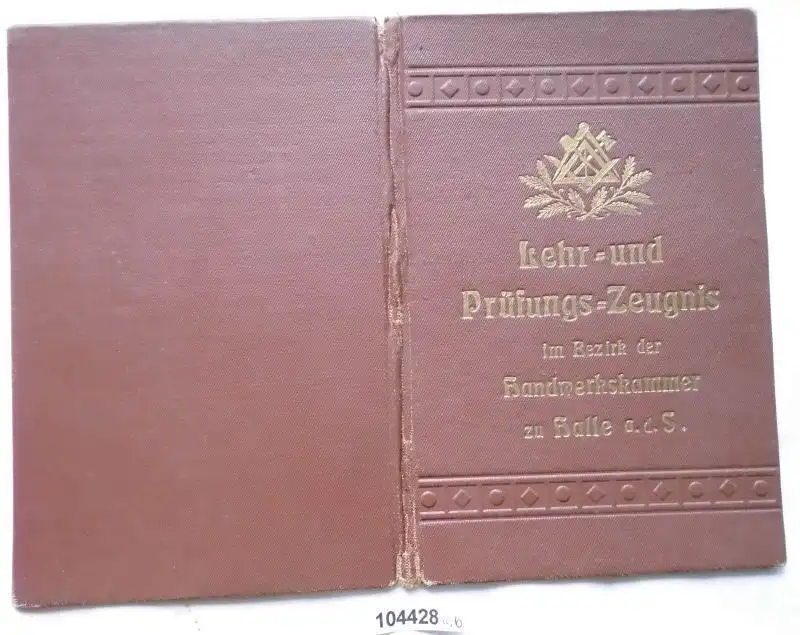 Lehr- und
Prüfungs-Zeugnis
im Bezirk der
Handwerkskammer
zu Halle a.d.S.
104428 a,b